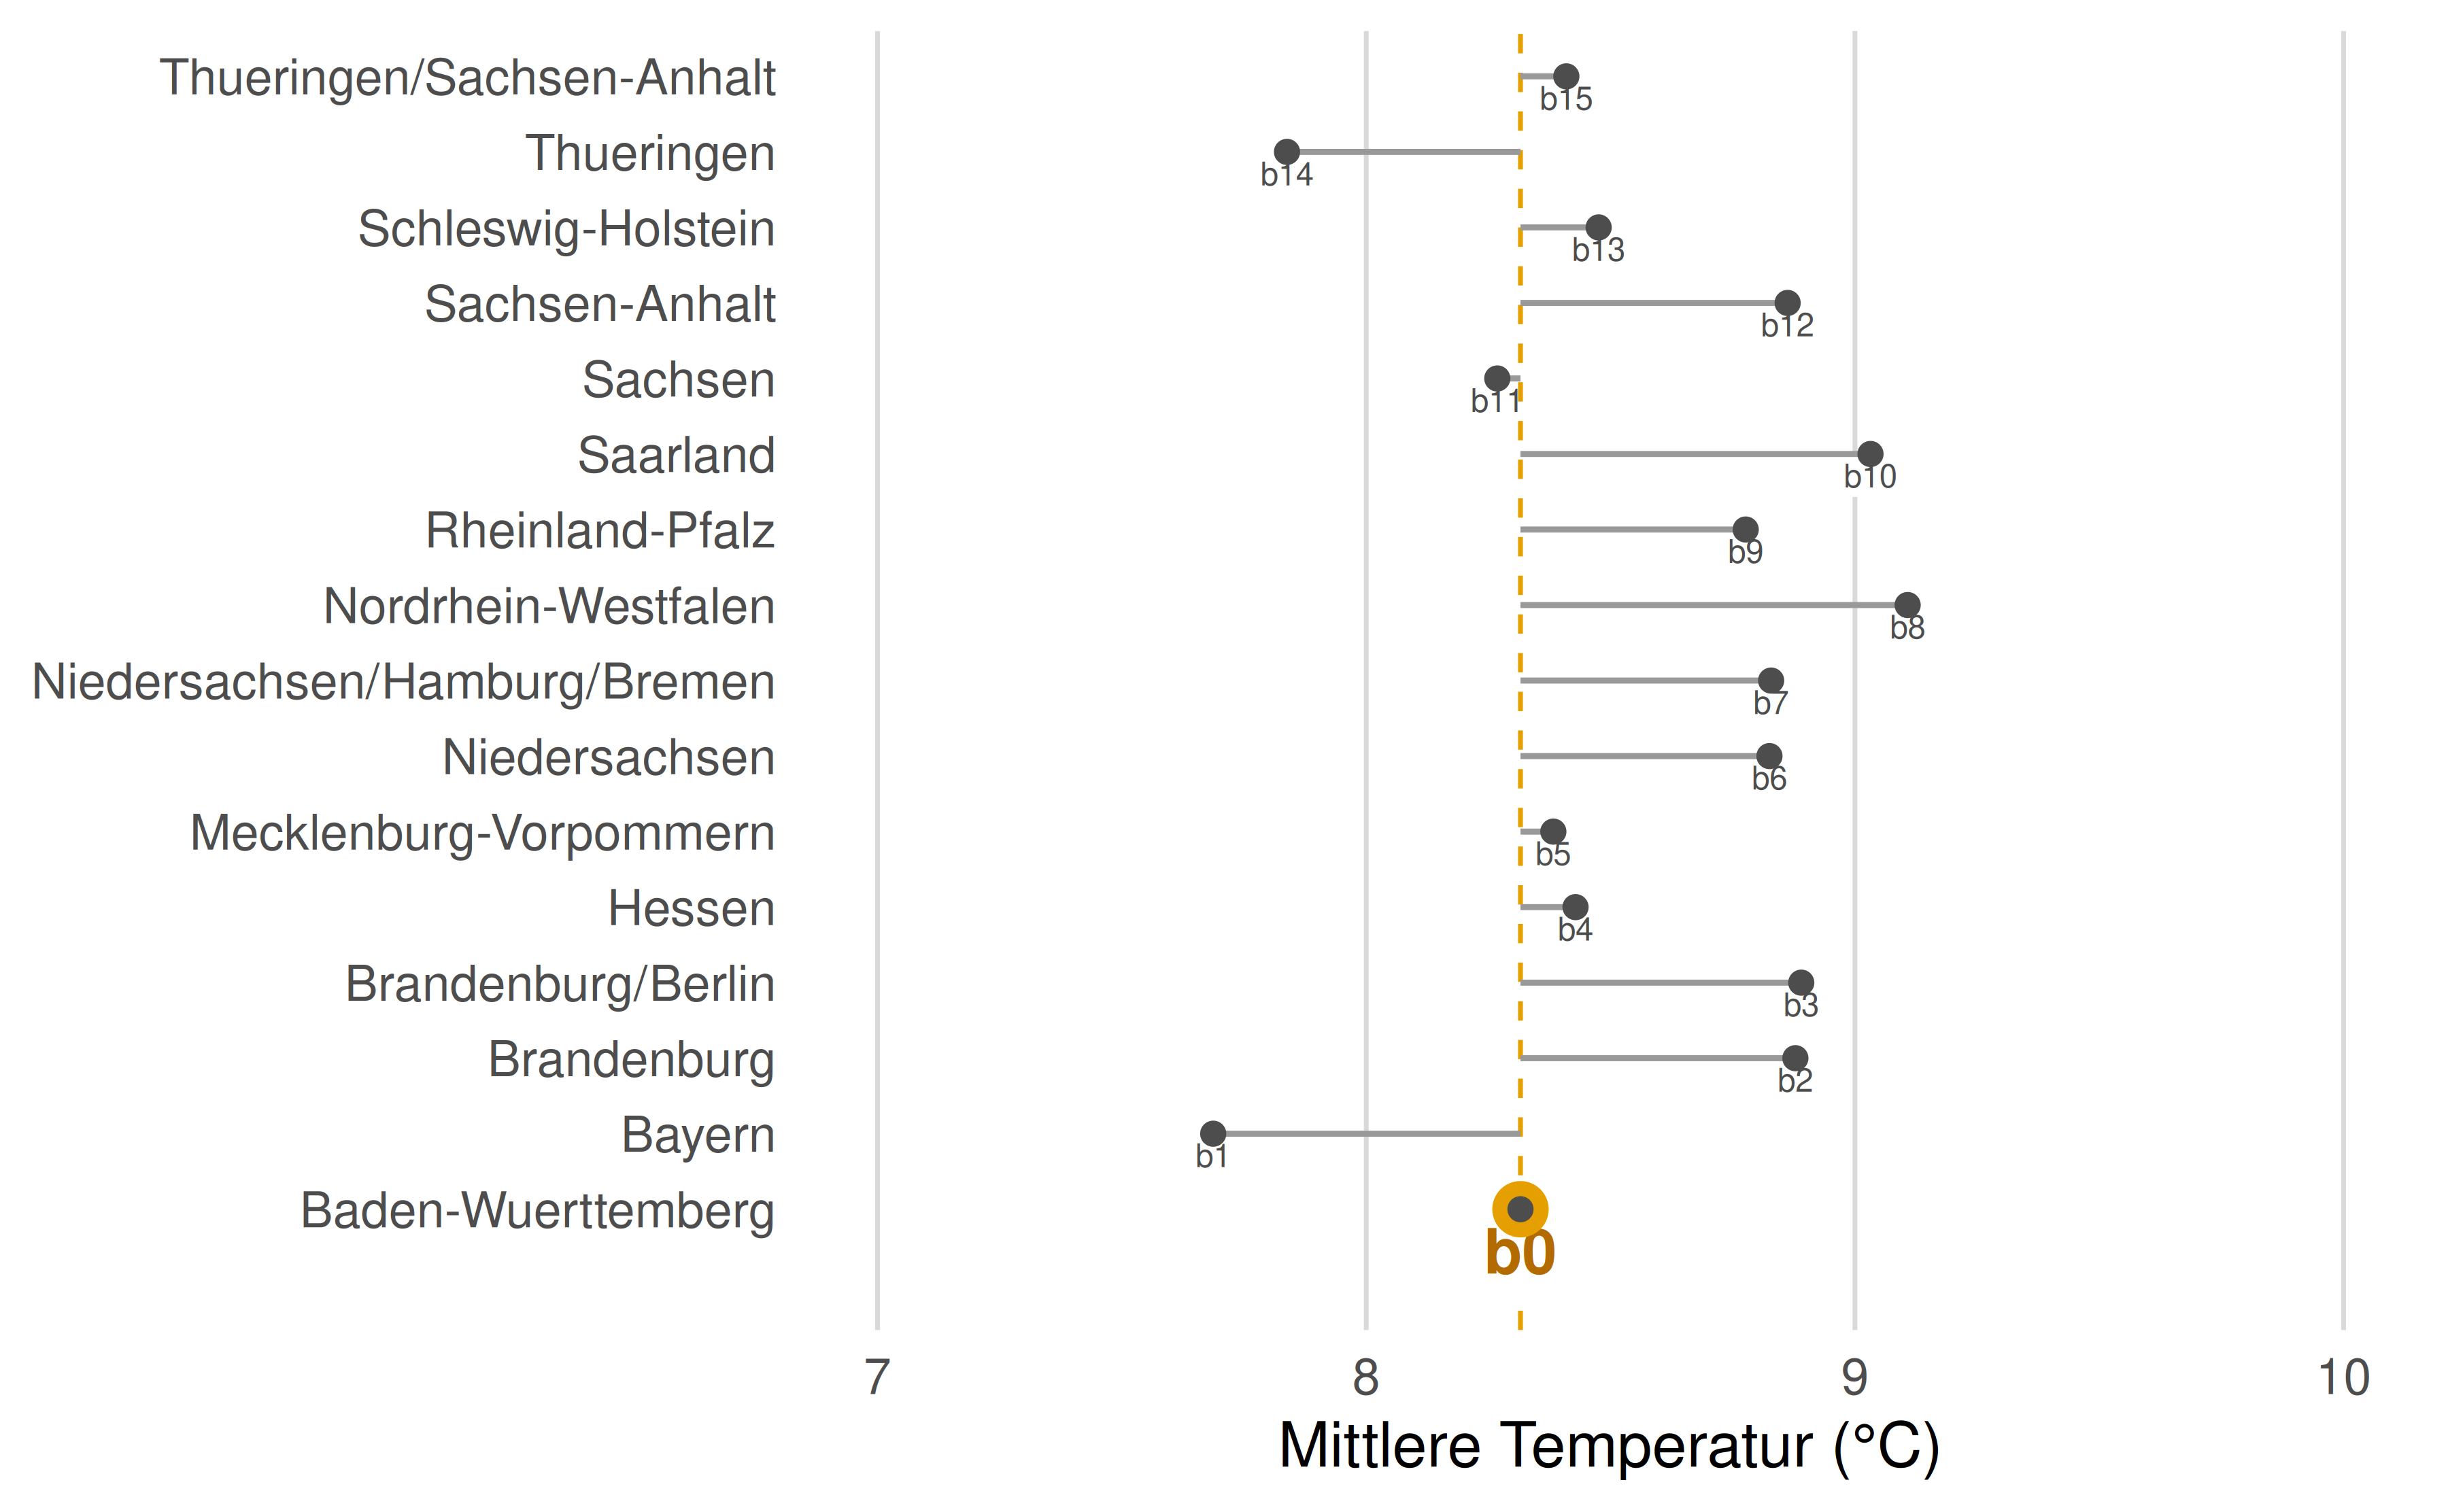 Thueringen/Sachsen-Anhalt
b15
Thueringen
b14
Schleswig-Holstein
b13
Sachsen-Anhalt
b12
Sachsen
b11
Saarland
b10
Rheinland-Pfalz
b9
Nordrhein-Westfalen
b8
Niedersachsen/Hamburg/Bremen
b7
Niedersachsen
b6
Mecklenburg-Vorpommern
b5
Hessen
b4
Brandenburg/Berlin
b3
Brandenburg
b2
Bayern
b1
Baden-Wuerttemberg
b0
7 8 9 10
Mittlere Temperatur (°C)